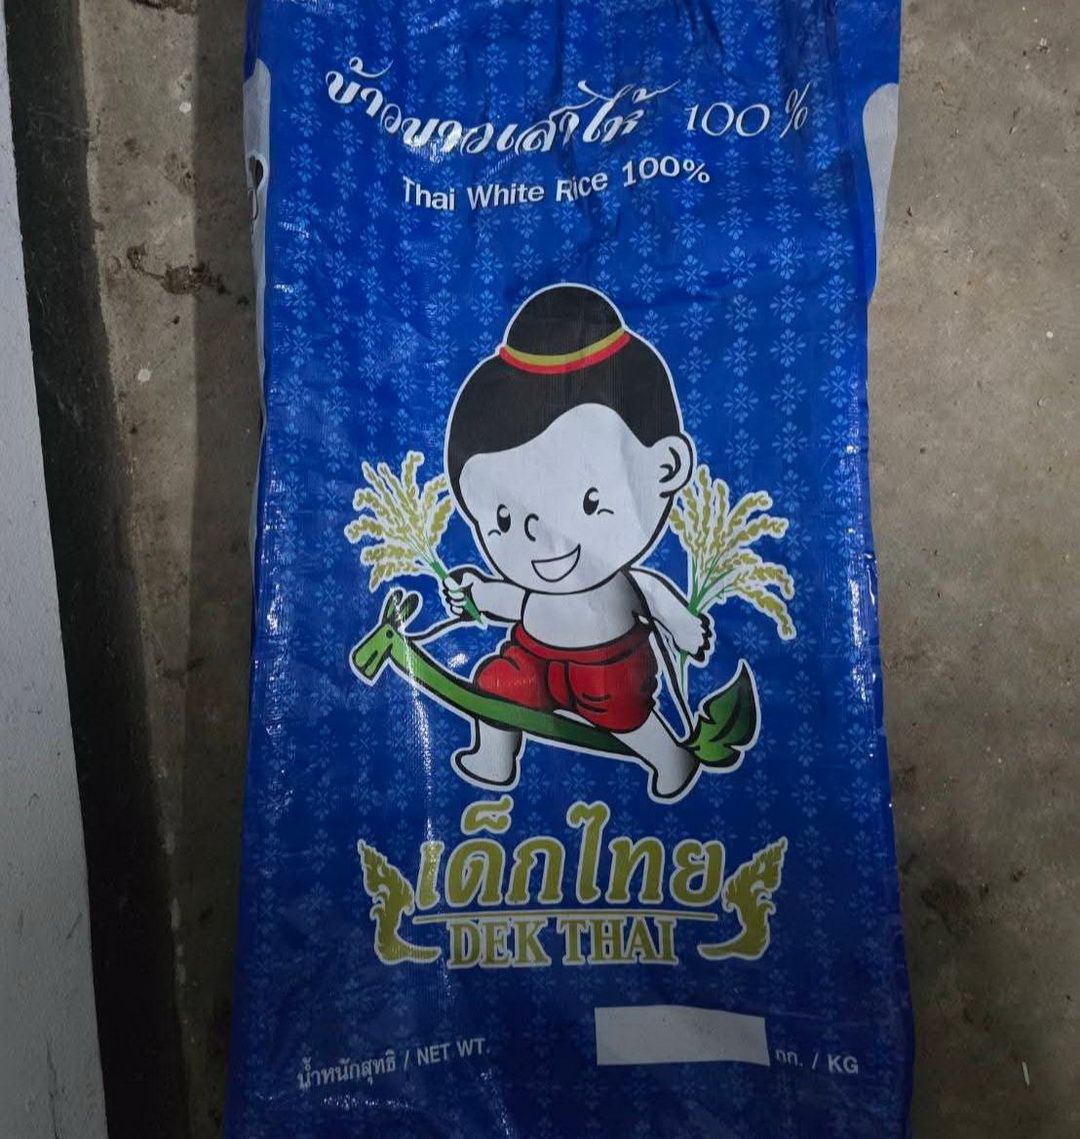 ข้าวขาวเสาไห้ 100%
Thai White Rice 100%
เด็กไทย
DEK THAI
น้ำหนักสุทธิ / NET WT. กก. / KG